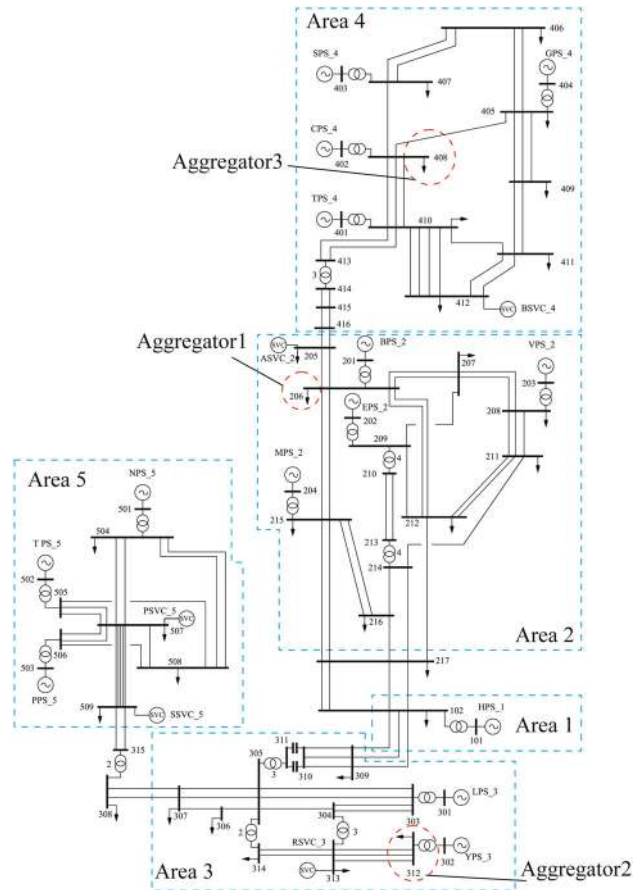 Area 4
406
SPS_4
GPS_4
403
407
404
405
CPS_4
402
408
Aggregator3
409
TPS_4
401
410
413
411
3
414
412
BSVC_4
SVC
415
416
Aggregator1
SVC
ASVC_2
205
BPS_2
201
207
VPS_2
203
206
EPS_2
202
208
209
4
211
MPS_2
210
204
215
212
213
4
214
216
Area 2
217
Area 5
NPS_5
501
504
T PS_5
502
505
PSVC_5
SVC
507
506
508
503
PPS_5
509
SVC
SSVC_5
102
HPS_1
101
Area 1
315
2
311
305
3
310
309
LPS_3
301
308
307
306
304
303
2
RSVC_3
3
YPS_3
302
Area 3
314
SVC
313
312
Aggregator2